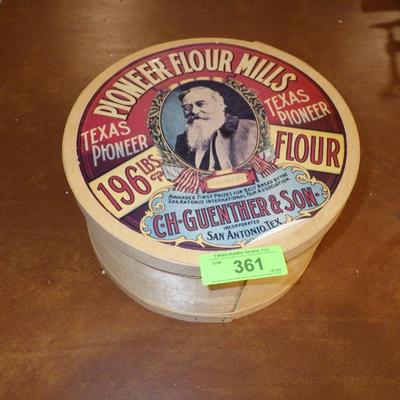 PIONEER FLOUR MILLS
TEXAS PIONEER
TEXAS PIONEER
196 LBS
FLOUR
AWARDED FIRST PRIZES FOR BEST BREAD BY THE
SAN ANTONIO INTERNATIONAL FAIR ASSOCIATION.
C.H. GUENTHER & SON.
INCORPORATED
SAN ANTONIO, TEX.
361